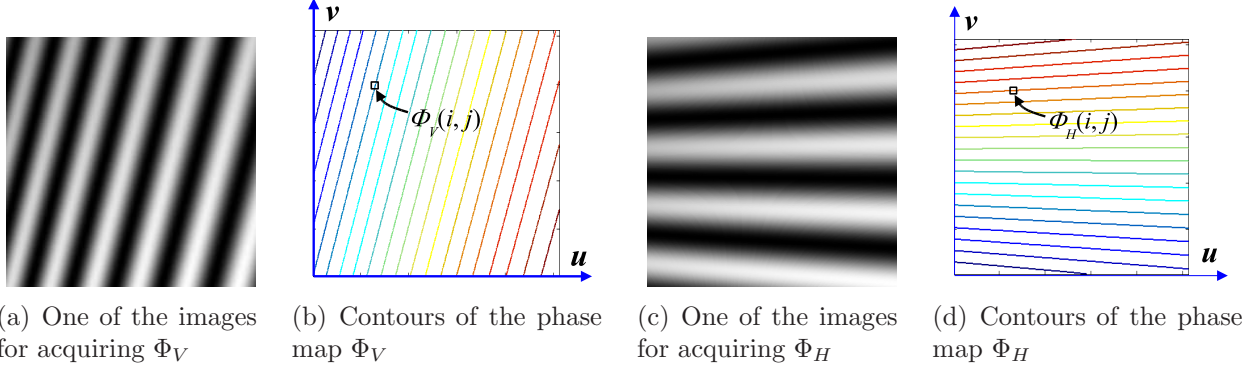 v
u
Φ_V(i, j)
v
u
Φ_H(i, j)
(a) One of the images
for acquiring Φ_V
(b) Contours of the phase
map Φ_V
(c) One of the images
for acquiring Φ_H
(d) Contours of the phase
map Φ_H